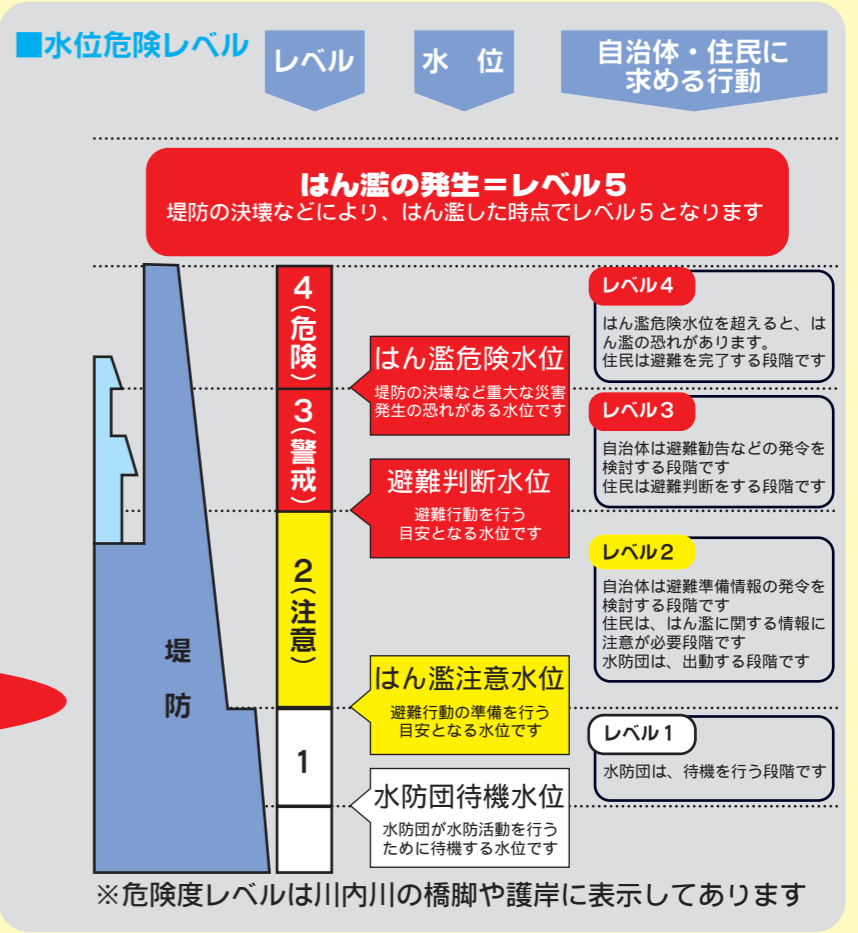 ■水位危険レベル
レベル
水　位
自治体・住民に
求める行動
はん濫の発生＝レベル５
堤防の決壊などにより、はん濫した時点でレベル５となります
4（危険）
はん濫危険水位
堤防の決壊など重大な災害
発生の恐れがある水位です
レベル４
はん濫危険水位を超えると、は
ん濫の恐れがあります。
住民は避難を完了する段階です
3（警戒）
避難判断水位
避難行動を行う
目安となる水位です
レベル３
自治体は避難勧告などの発令を
検討する段階です
住民は避難判断をする段階です
2（注意）
はん濫注意水位
避難行動の準備を行う
目安となる水位です
レベル２
自治体は避難準備情報の発令を
検討する段階です
住民は、はん濫に関する情報に
注意が必要段階です
水防団は、出動する段階です
堤防
1
水防団待機水位
水防団が水防活動を行う
ために待機する水位です
レベル１
水防団は、待機を行う段階です
※危険度レベルは川内川の橋脚や護岸に表示してあります